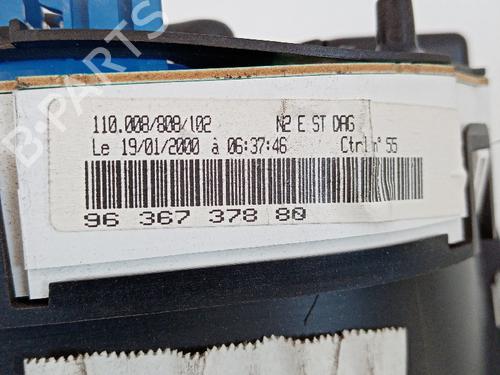 110.008/808/l02 N2 E ST DAG
Le 19/01/2000 à 06:37:46 Ctrl n° 55
96 367 378 80
B-PARTS